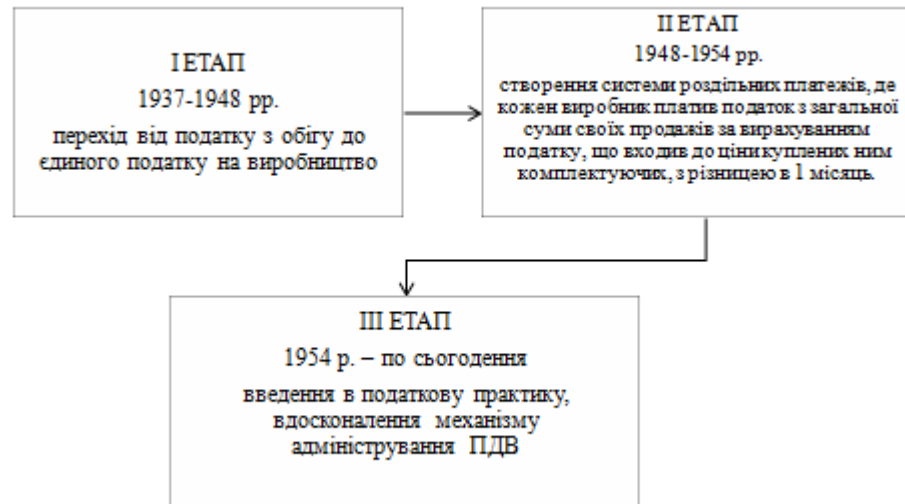 І ЕТАП
1937-1948 рр.
перехід від податку з обігу до
єдиного податку на виробництво
ІІ ЕТАП
1948-1954 рр.
створення системи роздільних платежів, де
кожен виробник платив податок з загальної
суми своїх продажів за вирахуванням
податку, що входив до ціни куплених ним
комплектуючих, з різницею в 1 місяць.
ІІІ ЕТАП
1954 р. – по сьогодення
введення в податкову практику,
вдосконалення механізму
адміністрування ПДВ